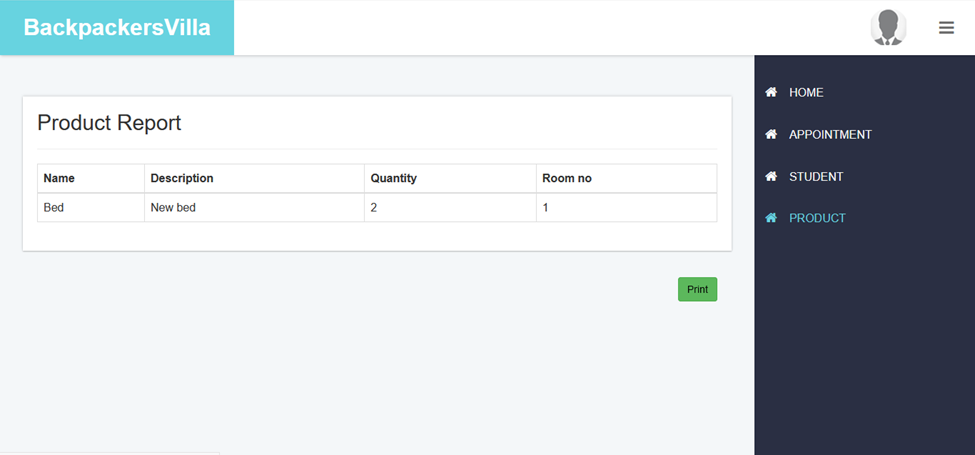 BackpackersVilla
Product Report
Name Description Quantity Room no
Bed New bed 2 1
Print
HOME
APPOINTMENT
STUDENT
PRODUCT